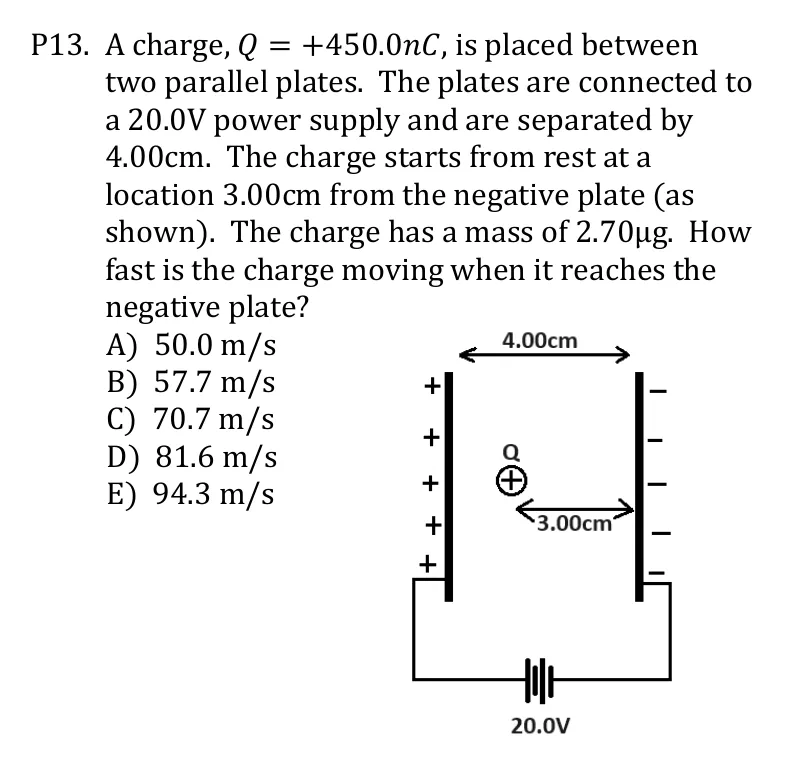 P13. A charge, Q = +450.0nC, is placed between
two parallel plates. The plates are connected to
a 20.0V power supply and are separated by
4.00cm. The charge starts from rest at a
location 3.00cm from the negative plate (as
shown). The charge has a mass of 2.70μg. How
fast is the charge moving when it reaches the
negative plate?
A) 50.0 m/s
B) 57.7 m/s
C) 70.7 m/s
D) 81.6 m/s
E) 94.3 m/s
4.00cm
+
+
+
+
+
Q
+
3.00cm
20.0V